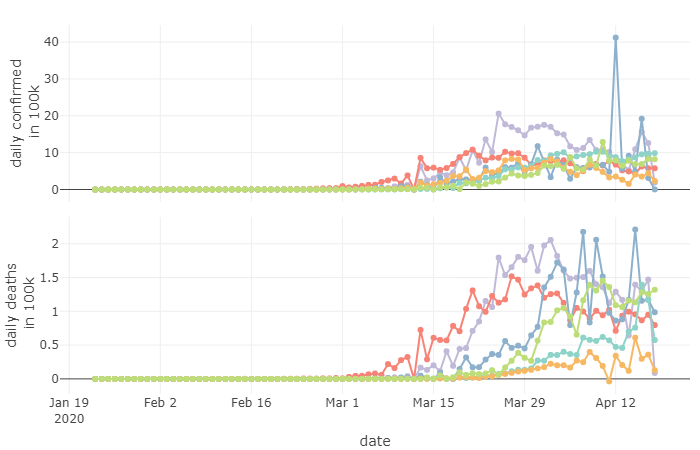 daily confirmed
in 100k
40
30
20
10
0
daily deaths
in 100k
2
1.5
1
0.5
0
Jan 19
2020
Feb 2
Feb 16
Mar 1
Mar 15
Mar 29
Apr 12
date